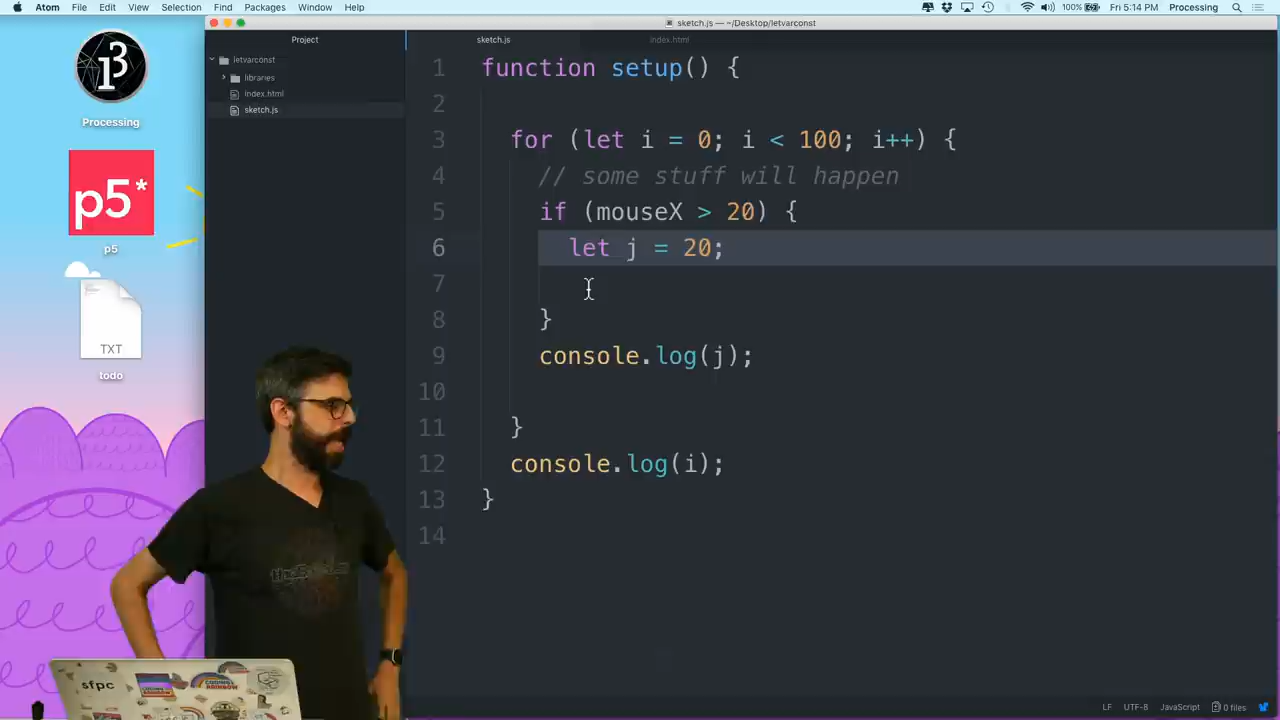 Atom File Edit View Selection Find Packages Window Help
100% Fri 5:14 PM Processing
sketch.js — ~/Desktop/letvarconst
Project
sketch.js
index.html
letvarconst
libraries
index.html
sketch.js
Processing
p5*
p5
TXT
todo
1 function setup() {
2
3 for (let i = 0; i < 100; i++) {
4 // some stuff will happen
5 if (mouseX > 20) {
6 let j = 20;
7
8 }
9 console.log(j);
10
11 }
12 console.log(i);
13 }
14
sfpc
CODING RAINBOW
LF UTF-8 JavaScript 0 files